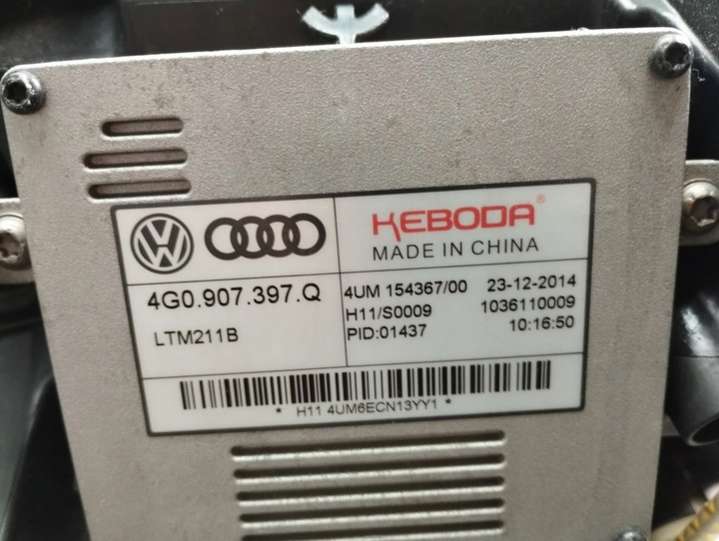 KEBODA®
MADE IN CHINA
4G0.907.397.Q
LTM211B
4UM 154367/00 23-12-2014
H11/S0009 1036110009
PID:01437 10:16:50
* H11 4UM6ECN13YY1 *